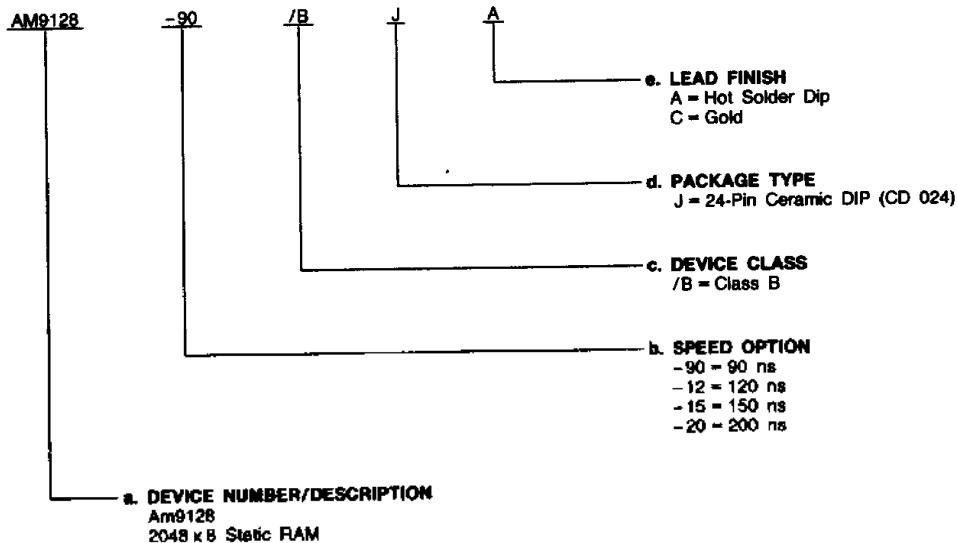 AM9128 -90 /B J A
e. LEAD FINISH
A = Hot Solder Dip
C = Gold
d. PACKAGE TYPE
J = 24-Pin Ceramic DIP (CD 024)
c. DEVICE CLASS
/B = Class B
b. SPEED OPTION
-90 = 90 ns
-12 = 120 ns
-15 = 150 ns
-20 = 200 ns
a. DEVICE NUMBER/DESCRIPTION
Am9128
2048 x 8 Static RAM